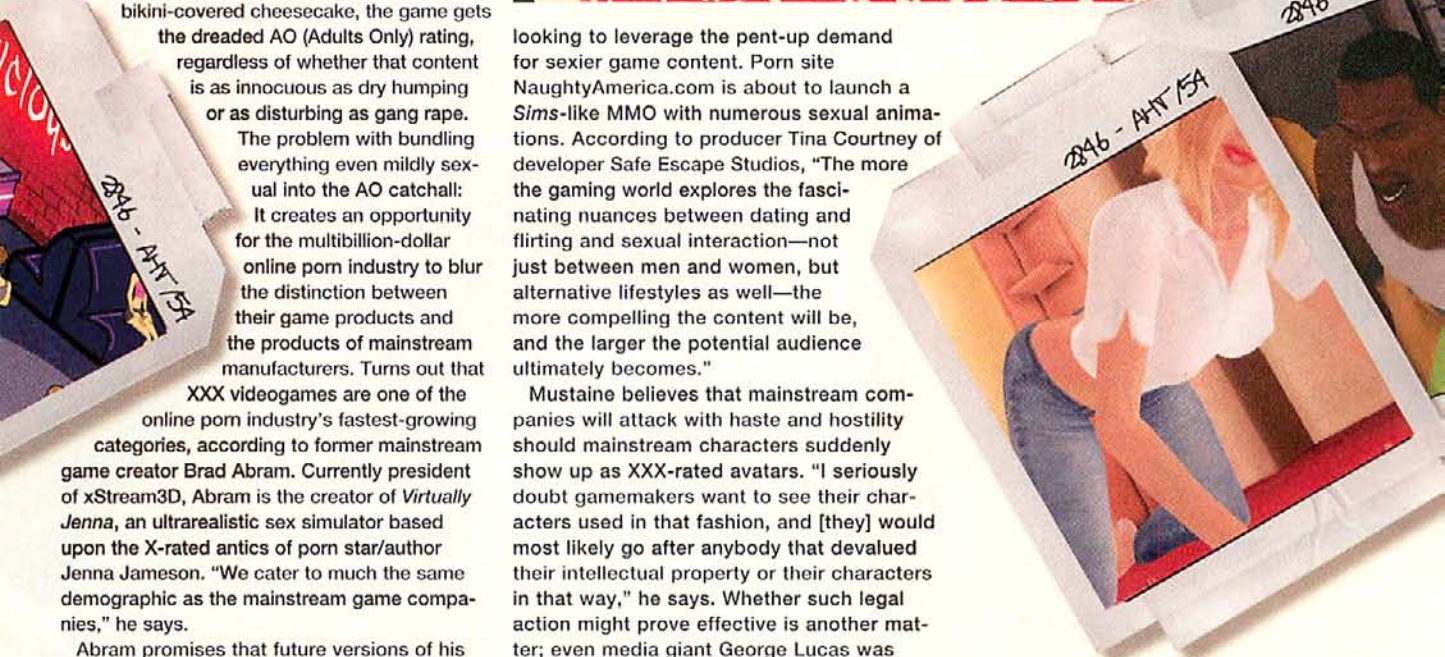 bikini-covered cheesecake, the game gets
the dreaded AO (Adults Only) rating,
regardless of whether that content
is as innocuous as dry humping
or as disturbing as gang rape.
The problem with bundling
everything even mildly sex-
ual into the AO catchall:
It creates an opportunity
for the multibillion-dollar
online porn industry to blur
the distinction between
their game products and
the products of mainstream
manufacturers. Turns out that
XXX videogames are one of the
online porn industry's fastest-growing
categories, according to former mainstream
game creator Brad Abram. Currently president
of xStream3D, Abram is the creator of Virtually
Jenna, an ultrarealistic sex simulator based
upon the X-rated antics of porn star/author
Jenna Jameson. “We cater to much the same
demographic as the mainstream game compa-
nies,” he says.
Abram promises that future versions of his
looking to leverage the pent-up demand
for sexier game content. Porn site
NaughtyAmerica.com is about to launch a
Sims-like MMO with numerous sexual anima-
tions. According to producer Tina Courtney of
developer Safe Escape Studios, “The more
the gaming world explores the fasci-
nating nuances between dating and
flirting and sexual interaction—not
just between men and women, but
alternative lifestyles as well—the
more compelling the content will be,
and the larger the potential audience
ultimately becomes."
Mustaine believes that mainstream com-
panies will attack with haste and hostility
should mainstream characters suddenly
show up as XXX-rated avatars. “I seriously
doubt gamemakers want to see their char-
acters used in that fashion, and [they] would
most likely go after anybody that devalued
their intellectual property or their characters
in that way,” he says. Whether such legal
action might prove effective is another mat-
ter; even media giant George Lucas was
2846 - AHT/54
2846 - AHT/54
2846